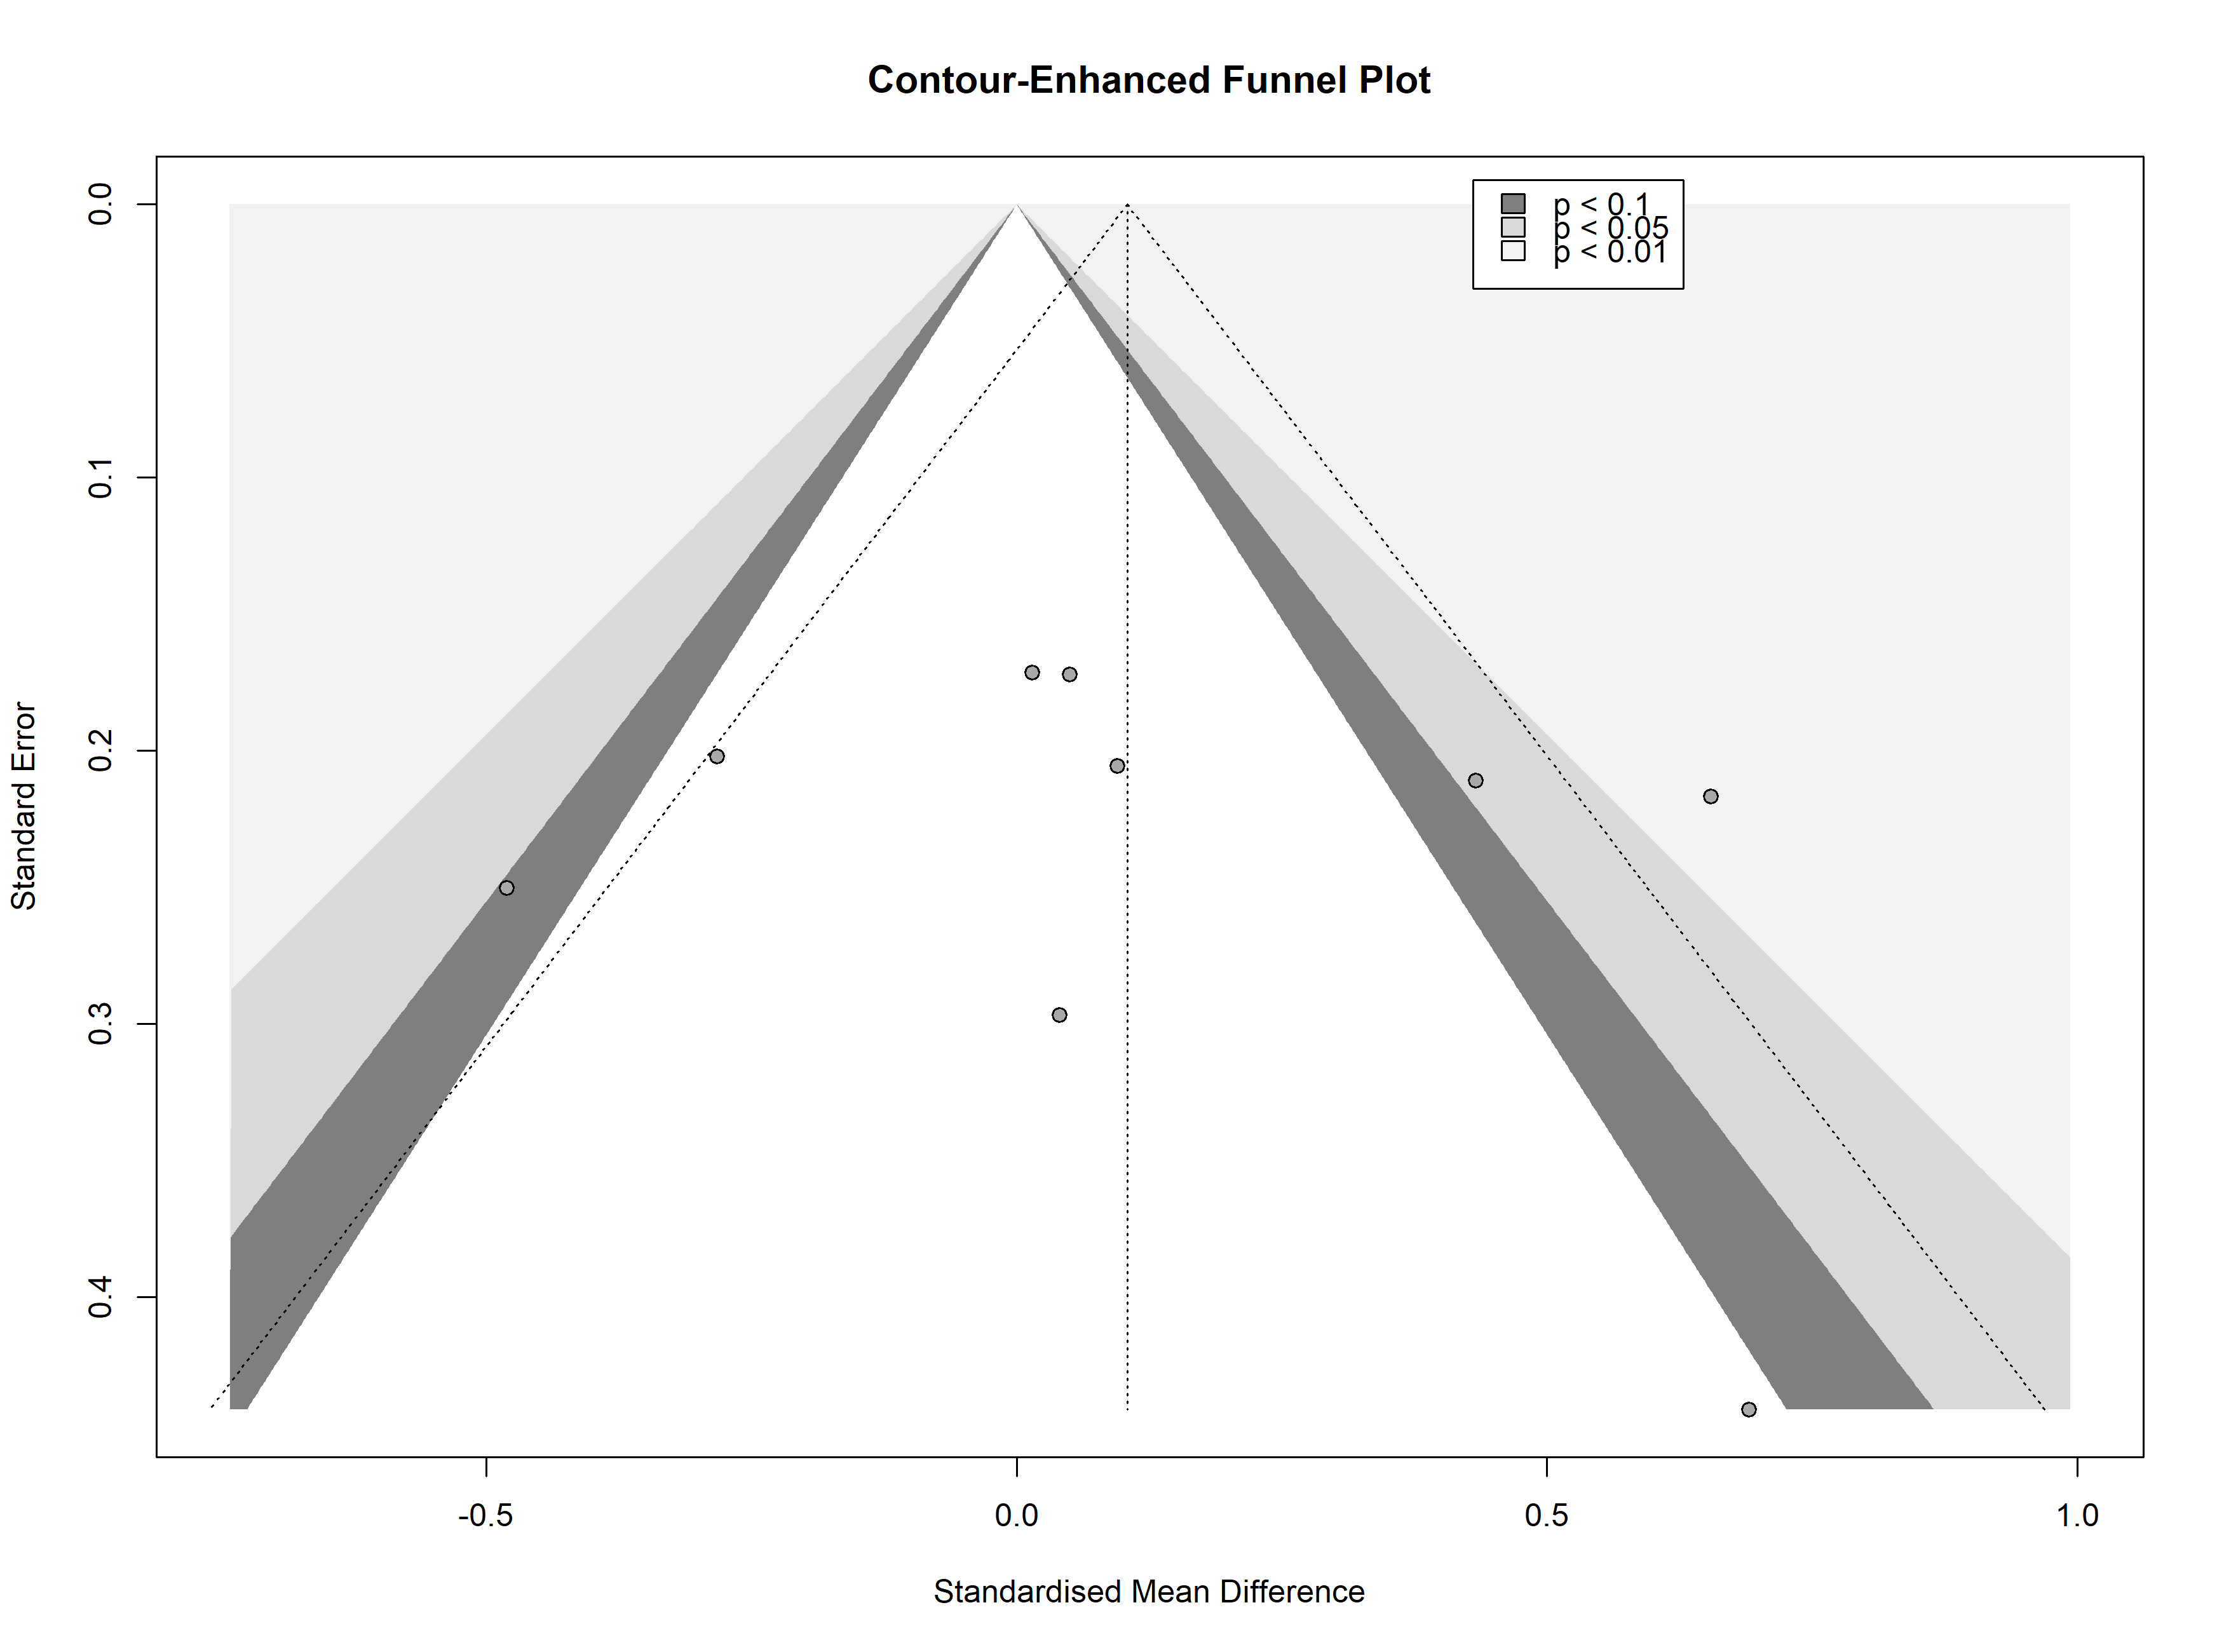 Contour-Enhanced Funnel Plot
p < 0.1
p < 0.05
p < 0.01
0.0
0.1
0.2
0.3
0.4
Standard Error
-0.5
0.0
0.5
1.0
Standardised Mean Difference